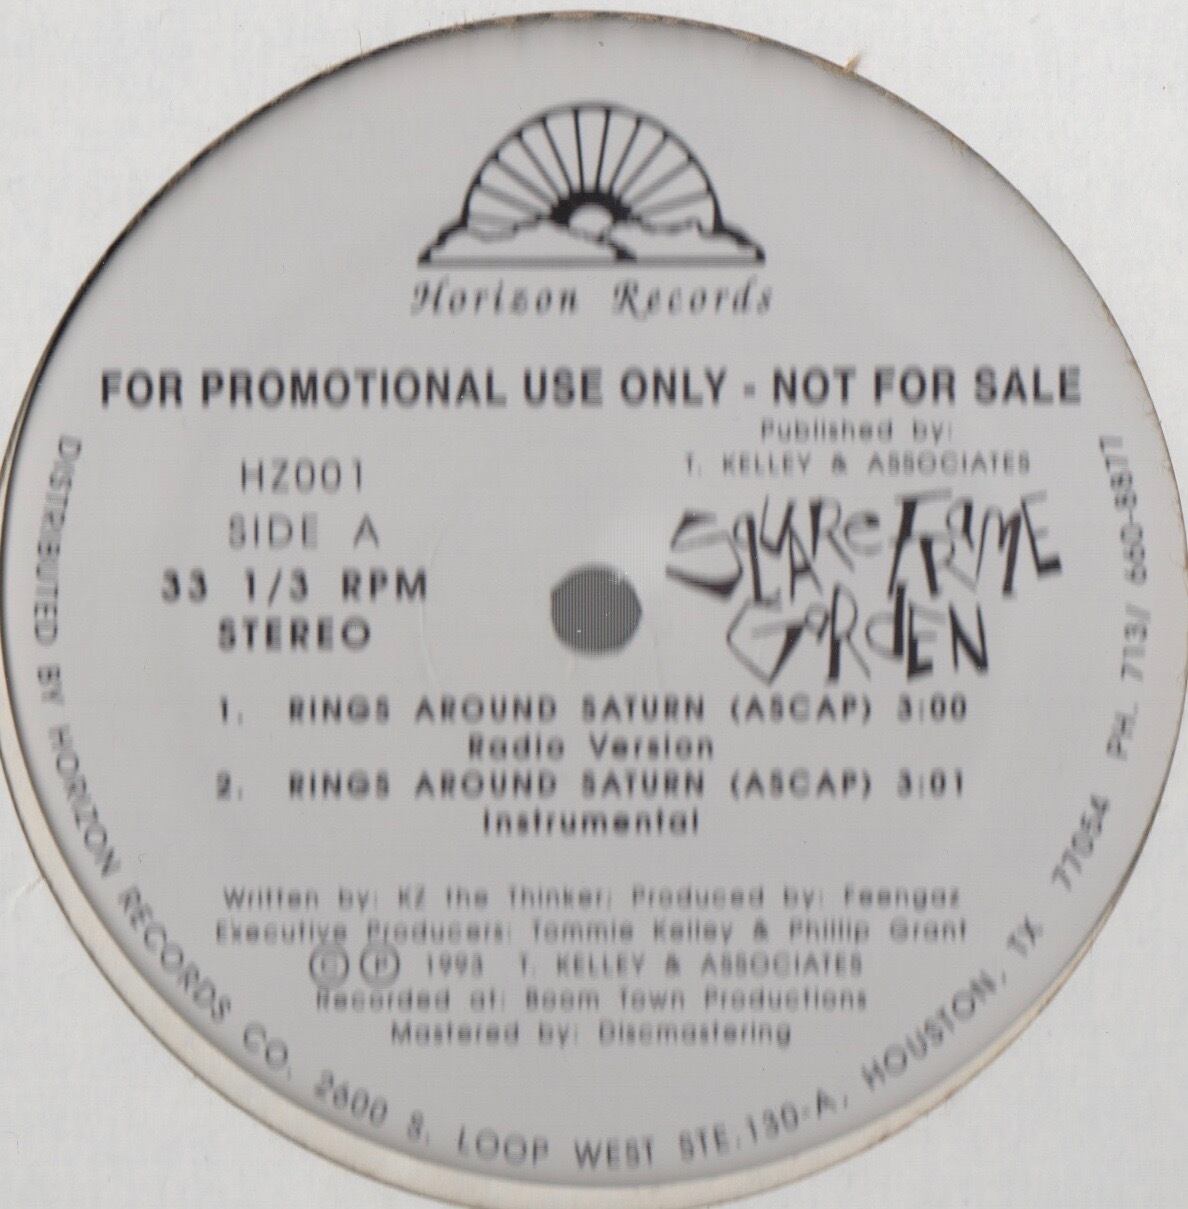 Horizon Records
FOR PROMOTIONAL USE ONLY - NOT FOR SALE
Published by:
T. KELLEY & ASSOCIATES
HZ001
SIDE A
33 1/3 RPM
STEREO
SQUARE FRAME
GARDEN
1. RINGS AROUND SATURN (ASCAP) 3:00
Radio Version
2. RINGS AROUND SATURN (ASCAP) 3:01
Instrumental
Written by: KZ the Thinker; Produced by: Feengaz
Executive Producers: Tommie Kelley & Phillip Grant
© ℗ 1993 T. KELLEY & ASSOCIATES
Recorded at: Boom Town Productions
Mastered by: Discmastering
DISTRIBUTED BY HORIZON RECORDS CO. 2600 S. LOOP WEST STE. 130-A, HOUSTON, TX 77054 PH. 713// 660-8877